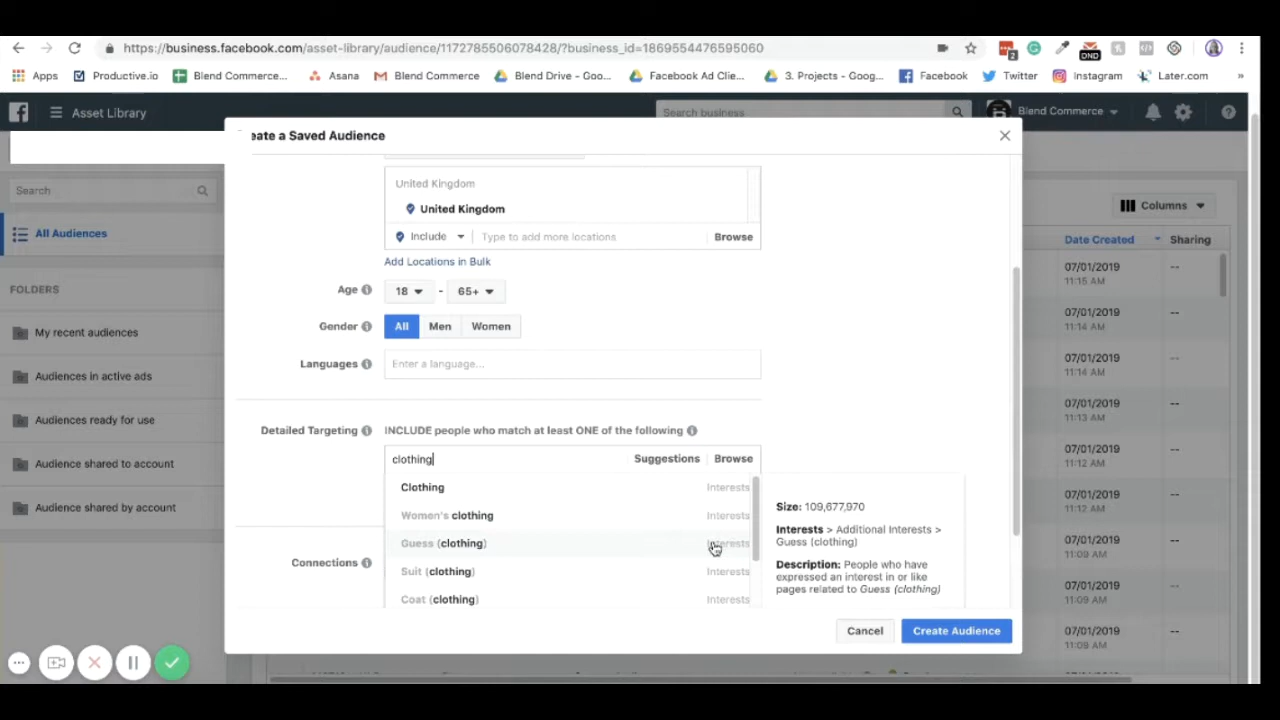 https://business.facebook.com/asset-library/audience/1172785506078428/?business_id=1869554476595060
2
DND
Apps
Productive.io
Blend Commerce...
Asana
Blend Commerce
Blend Drive - Goo...
Facebook Ad Clie...
3. Projects - Goog...
Facebook
Twitter
Instagram
Later.com
»
Asset Library
Search business
Blend Commerce
eate a Saved Audience
Search
All Audiences
FOLDERS
My recent audiences
Audiences in active ads
Audiences ready for use
Audience shared to account
Audience shared by account
United Kingdom
United Kingdom
Include
Type to add more locations
Browse
Add Locations in Bulk
Age
18
-
65+
Gender
All
Men
Women
Languages
Enter a language...
Detailed Targeting
INCLUDE people who match at least ONE of the following
clothing
Suggestions
Browse
Clothing
Interests
Women's clothing
Interests
Guess (clothing)
Interests
Suit (clothing)
Interests
Coat (clothing)
Interests
Size: 109,677,970
Interests > Additional Interests >
Guess (clothing)
Description: People who have
expressed an interest in or like
pages related to Guess (clothing)
Connections
Cancel
Create Audience
Columns
Date Created
Sharing
07/01/2019
11:15 AM
--
07/01/2019
11:14 AM
--
07/01/2019
11:14 AM
--
07/01/2019
11:13 AM
--
07/01/2019
11:12 AM
--
07/01/2019
11:12 AM
--
07/01/2019
11:09 AM
--
07/01/2019
11:09 AM
--
07/01/2019
11:09 AM
--